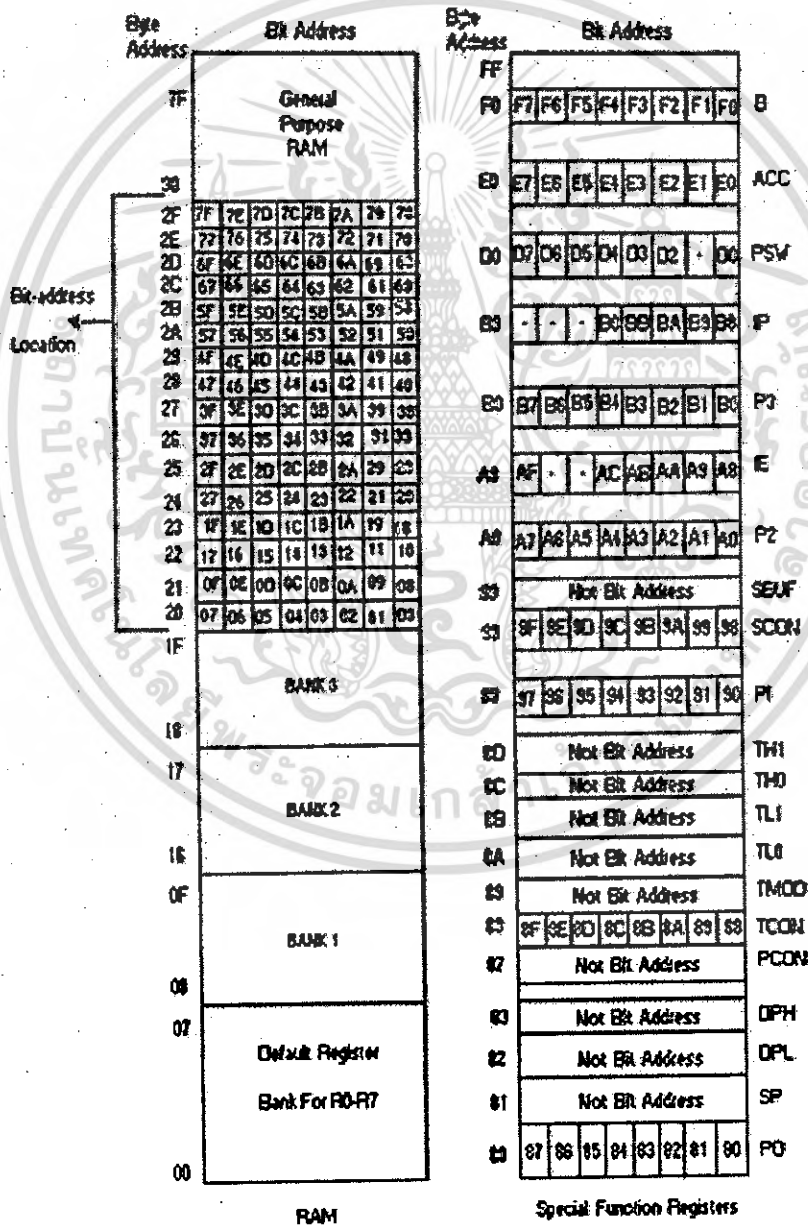 Byte Address
Bit Address
7F
General Purpose RAM
30
2F 7F 7E 7D 7C 7B 7A 79 78
2E 77 76 75 74 73 72 71 70
2D 6F 6E 6D 6C 6B 6A 69 68
2C 67 66 65 64 63 62 61 60
2B 5F 5E 5D 5C 5B 5A 59 58
2A 57 56 55 54 53 52 51 50
29 4F 4E 4D 4C 4B 4A 49 48
28 47 46 45 44 43 42 41 40
27 3F 3E 3D 3C 3B 3A 39 38
26 37 36 35 34 33 32 31 30
25 2F 2E 2D 2C 2B 2A 29 28
24 27 26 25 24 23 22 21 20
23 1F 1E 1D 1C 1B 1A 19 18
22 17 16 15 14 13 12 11 10
21 0F 0E 0D 0C 0B 0A 09 08
20 07 06 05 04 03 02 01 00
Bit-address
Location
1F
BANK 3
18
17
BANK 2
10
0F
BANK 1
08
07
Default Register
Bank For R0-R7
00
RAM
Byte Address
Bit Address
FF
F0 F7 F6 F5 F4 F3 F2 F1 F0 B
E0 E7 E6 E5 E4 E3 E2 E1 E0 ACC
D0 D7 D6 D5 D4 D3 D2 - D0 PSW
B8 - - - BC BB BA B9 B8 IP
B0 B7 B6 B5 B4 B3 B2 B1 B0 P3
A8 AF - - AC AB AA A9 A8 IE
A0 A7 A6 A5 A4 A3 A2 A1 A0 P2
99 Not Bit Address SBUF
98 9F 9E 9D 9C 9B 9A 99 98 SCON
90 97 96 95 94 93 92 91 90 P1
8D Not Bit Address TH1
8C Not Bit Address TH0
8B Not Bit Address TL1
8A Not Bit Address TL0
89 Not Bit Address TMOD
88 8F 8E 8D 8C 8B 8A 89 88 TCON
87 Not Bit Address PCON
83 Not Bit Address DPH
82 Not Bit Address DPL
81 Not Bit Address SP
80 87 86 85 84 83 82 81 80 P0
Special Function Registers